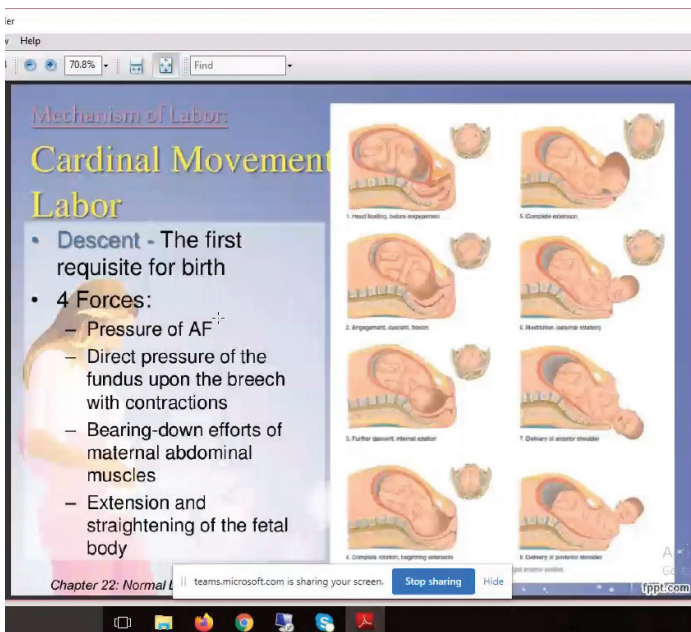 ler
v Help
70.8%
Find
Mechanism of Labor:
Cardinal Movement
Labor
• Descent - The first
requisite for birth
• 4 Forces:
– Pressure of AF
– Direct pressure of the
fundus upon the breech
with contractions
– Bearing-down efforts of
maternal abdominal
muscles
– Extension and
straightening of the fetal
body
Chapter 22: Normal L
1. Head floating, before engagement
2. Engagement, descent, flexion
3. Further descent, internal rotation
4. Complete rotation, beginning extension
5. Complete extension
6. Restitution (external rotation)
7. Delivery of anterior shoulder
8. Delivery of posterior shoulder
teams.microsoft.com is sharing your screen.
Stop sharing
Hide
fppt.com